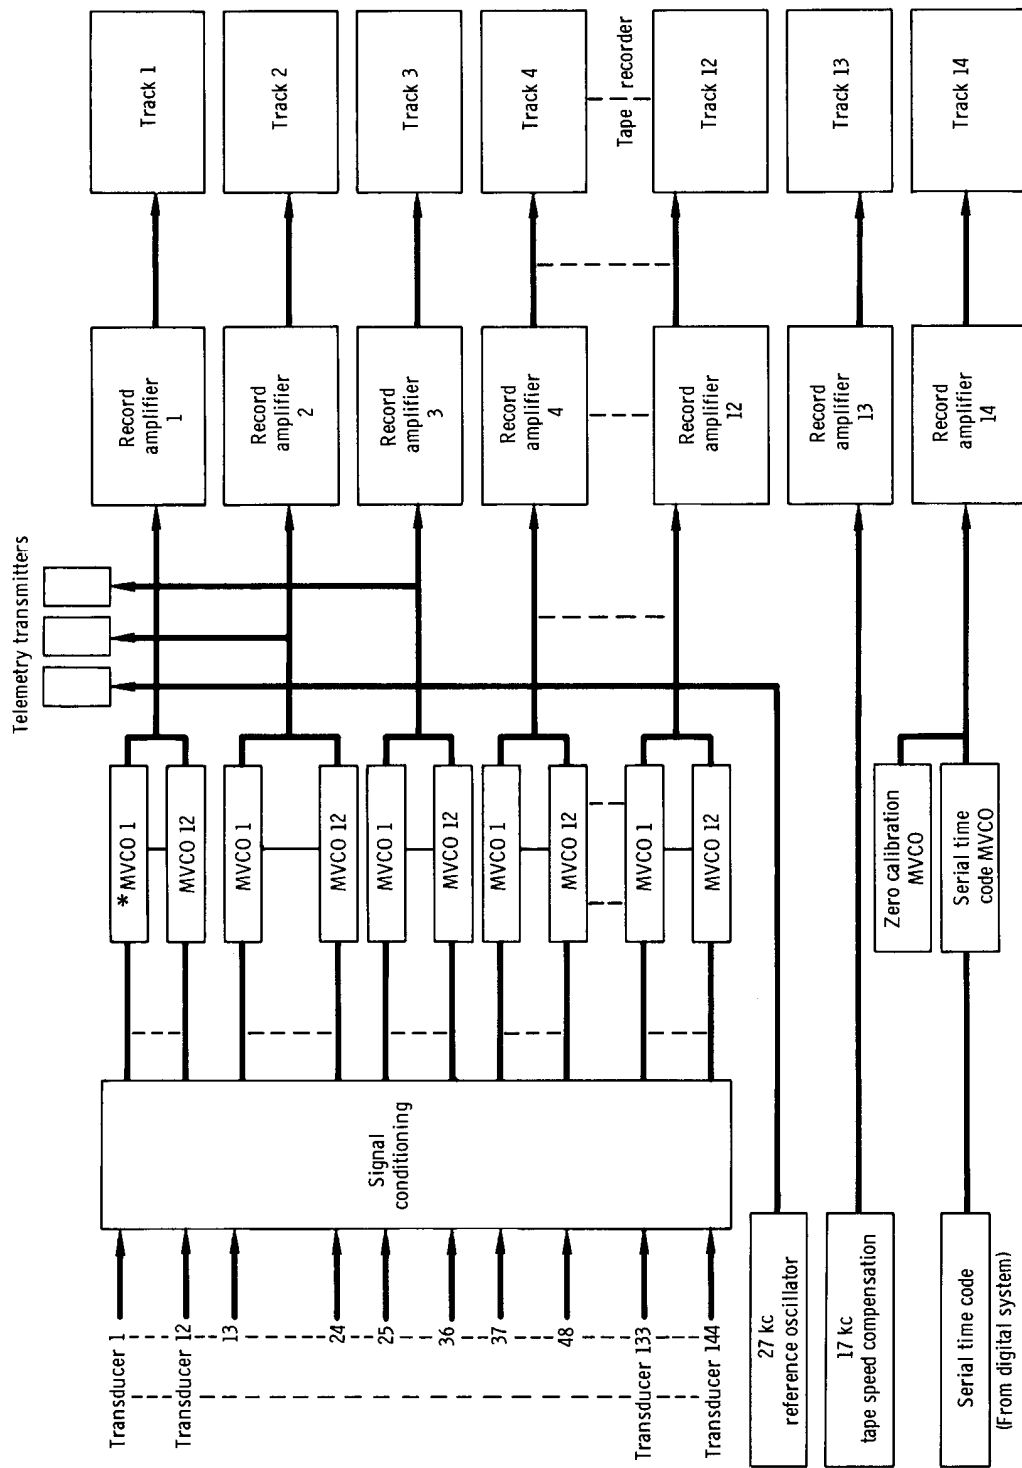 Telemetry transmitters
Transducer 1
Transducer 12
13
24
25
36
37
48
Transducer 133
Transducer 144
Signal
conditioning
*MVCO 1
MVCO 12
MVCO 1
MVCO 12
MVCO 1
MVCO 12
MVCO 1
MVCO 12
MVCO 1
MVCO 12
Record
amplifier
1
Record
amplifier
2
Record
amplifier
3
Record
amplifier
4
Record
amplifier
12
Record
amplifier
13
Record
amplifier
14
Track 1
Track 2
Track 3
Track 4
Tape recorder
Track 12
Track 13
Track 14
27 kc
reference oscillator
17 kc
tape speed compensation
Zero calibration
MVCO
Serial time
code MVCO
Serial time code
(From digital system)